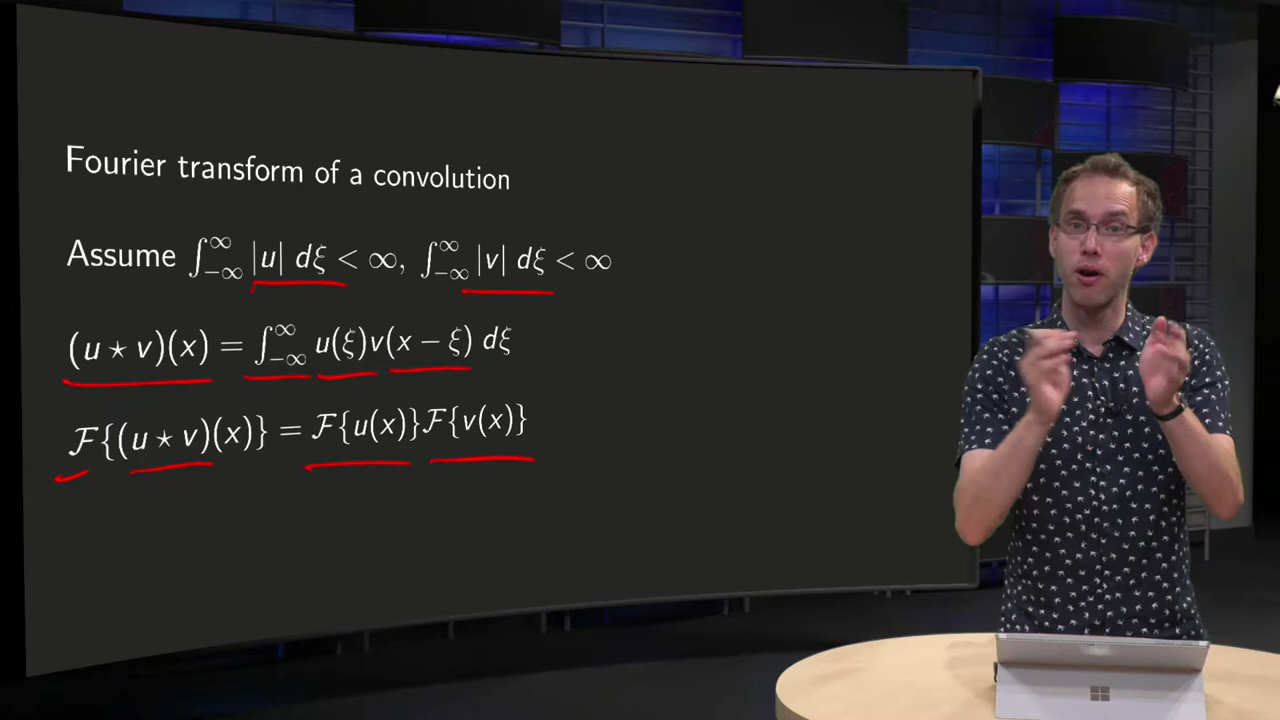 Fourier transform of a convolution
Assume ∫_{-∞}^{∞} |u| dξ < ∞, ∫_{-∞}^{∞} |v| dξ < ∞
(u ⋆ v)(x) = ∫_{-∞}^{∞} u(ξ)v(x − ξ) dξ
ℱ{(u ⋆ v)(x)} = ℱ{u(x)}ℱ{v(x)}